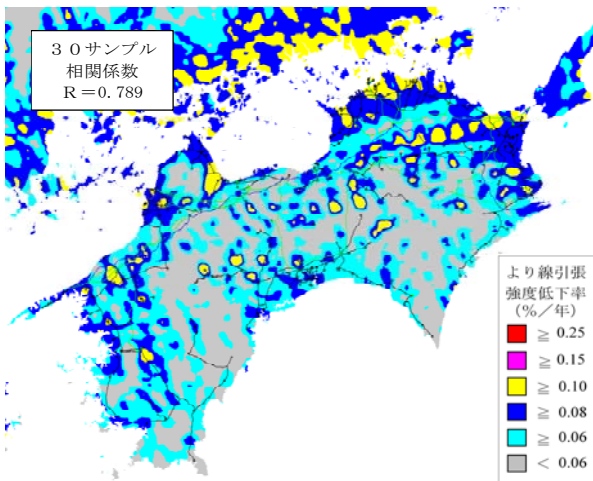 ３０サンプル
相関係数
Ｒ＝0.789
より線引張
強度低下率
(％／年)
≧ 0.25
≧ 0.15
≧ 0.10
≧ 0.08
≧ 0.06
＜ 0.06